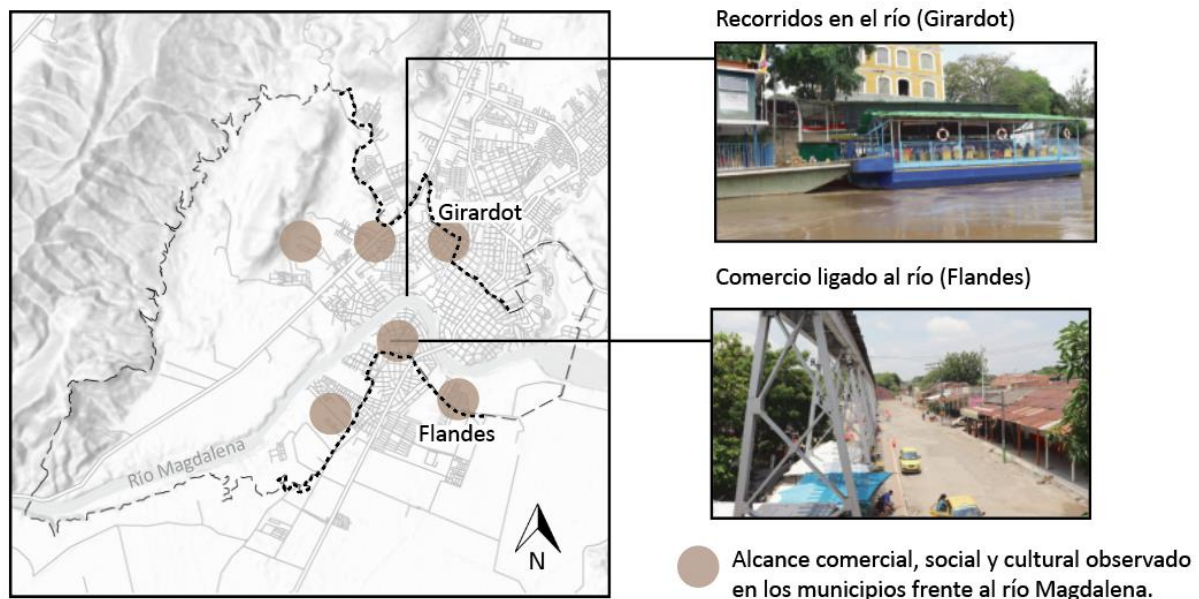 Recorridos en el río (Girardot)
Girardot
Comercio ligado al río (Flandes)
Flandes
Río Magdalena
N
Alcance comercial, social y cultural observado
en los municipios frente al río Magdalena.